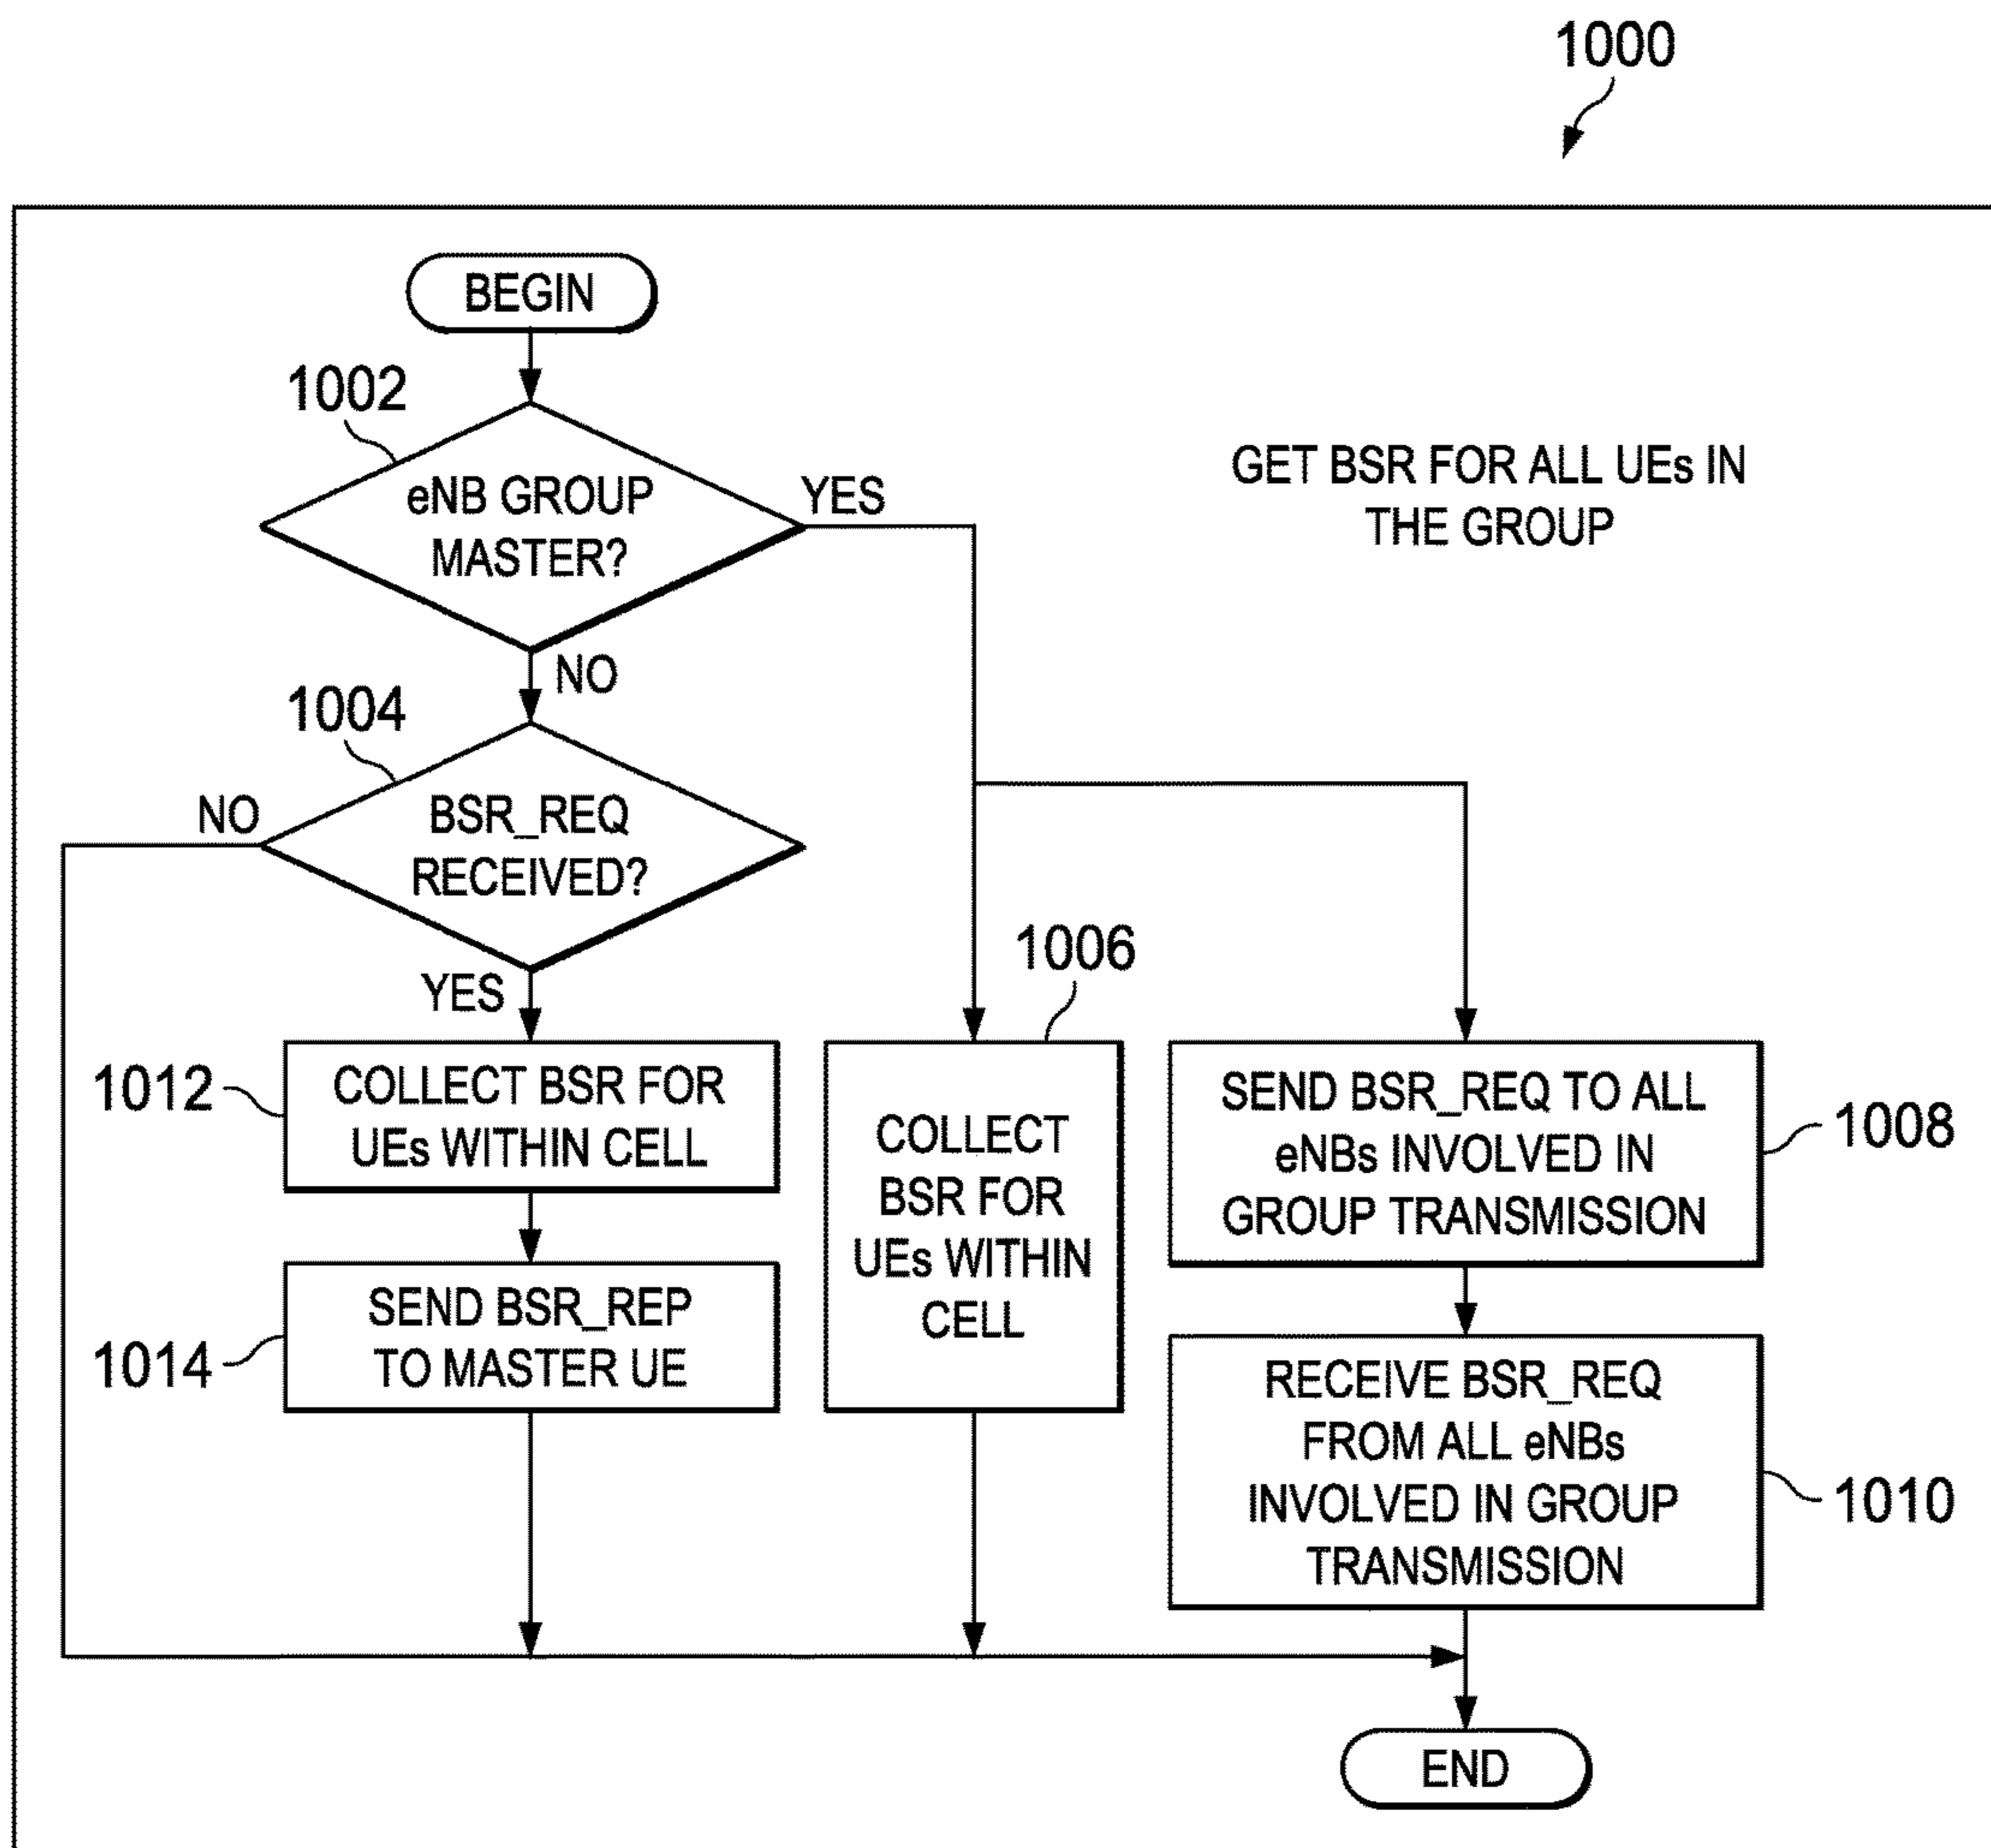 1000
BEGIN
1002
eNB GROUP
MASTER?
YES
GET BSR FOR ALL UEs IN
THE GROUP
NO
1004
NO
BSR_REQ
RECEIVED?
YES
1006
1012
COLLECT BSR FOR
UEs WITHIN CELL
COLLECT
BSR FOR
UEs WITHIN
CELL
SEND BSR_REQ TO ALL
eNBs INVOLVED IN
GROUP TRANSMISSION
1008
1014
SEND BSR_REP
TO MASTER UE
RECEIVE BSR_REQ
FROM ALL eNBs
INVOLVED IN GROUP
TRANSMISSION
1010
END